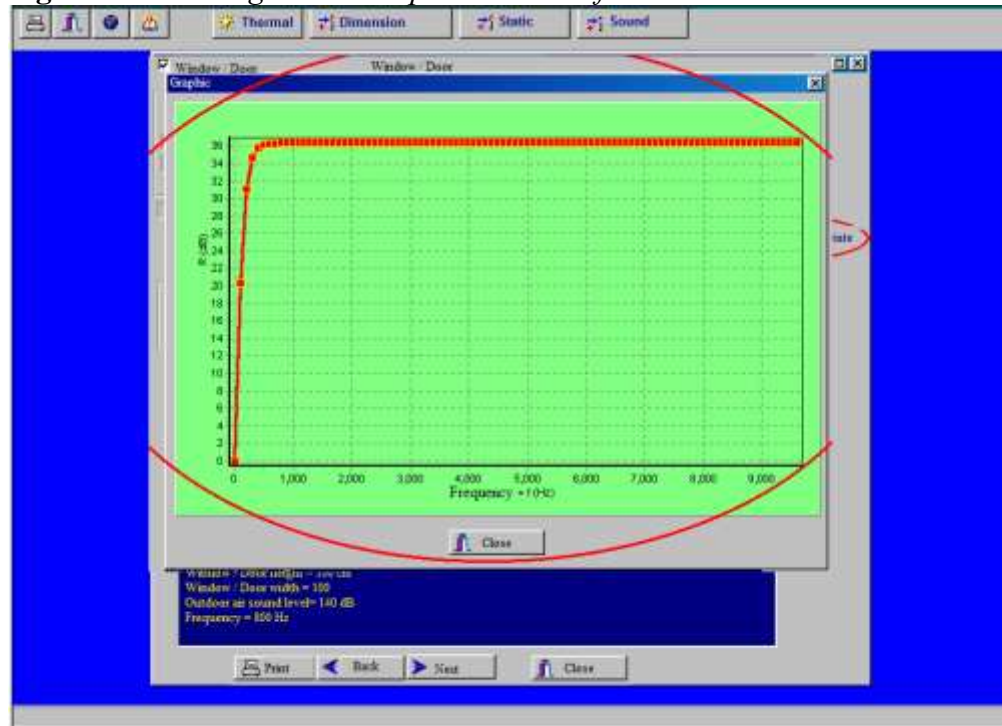 Thermal Dimension Static Sound
Window / Door Window / Door
Graphic
36
34
32
30
28
26
24
22
20
18
16
14
12
10
8
6
4
2
0
R (dB)
0 1,000 2,000 3,000 4,000 5,000 6,000 7,000 8,000 9,000
Frequency = f (Hz)
Close
Window / Door width = 100
Outdoor air sound level= 140 dB
Print Back Next Close